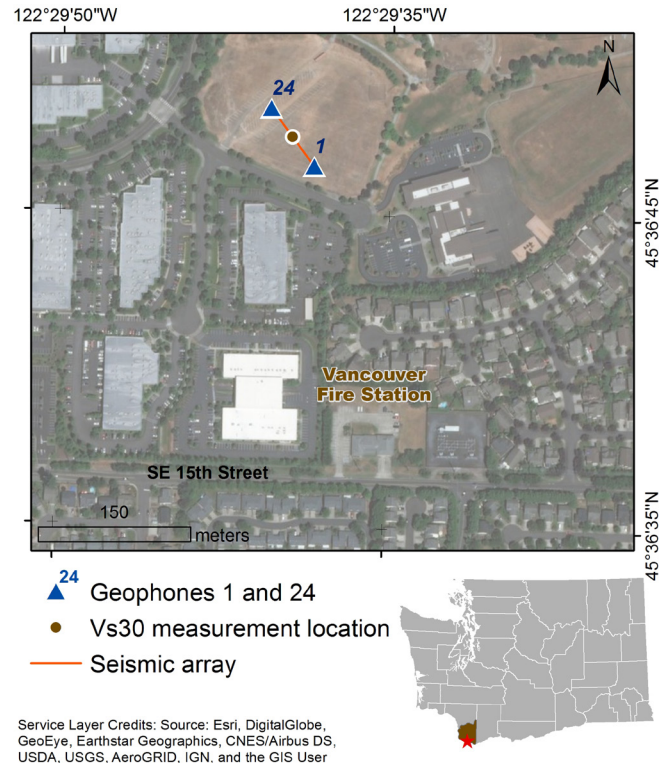 122°29'50"W
122°29'35"W
N
24
1
45°36'45"N
Vancouver
Fire Station
SE 15th Street
150
meters
45°36'35"N
24
Geophones 1 and 24
Vs30 measurement location
Seismic array
Service Layer Credits: Source: Esri, DigitalGlobe,
GeoEye, Earthstar Geographics, CNES/Airbus DS,
USDA, USGS, AeroGRID, IGN, and the GIS User